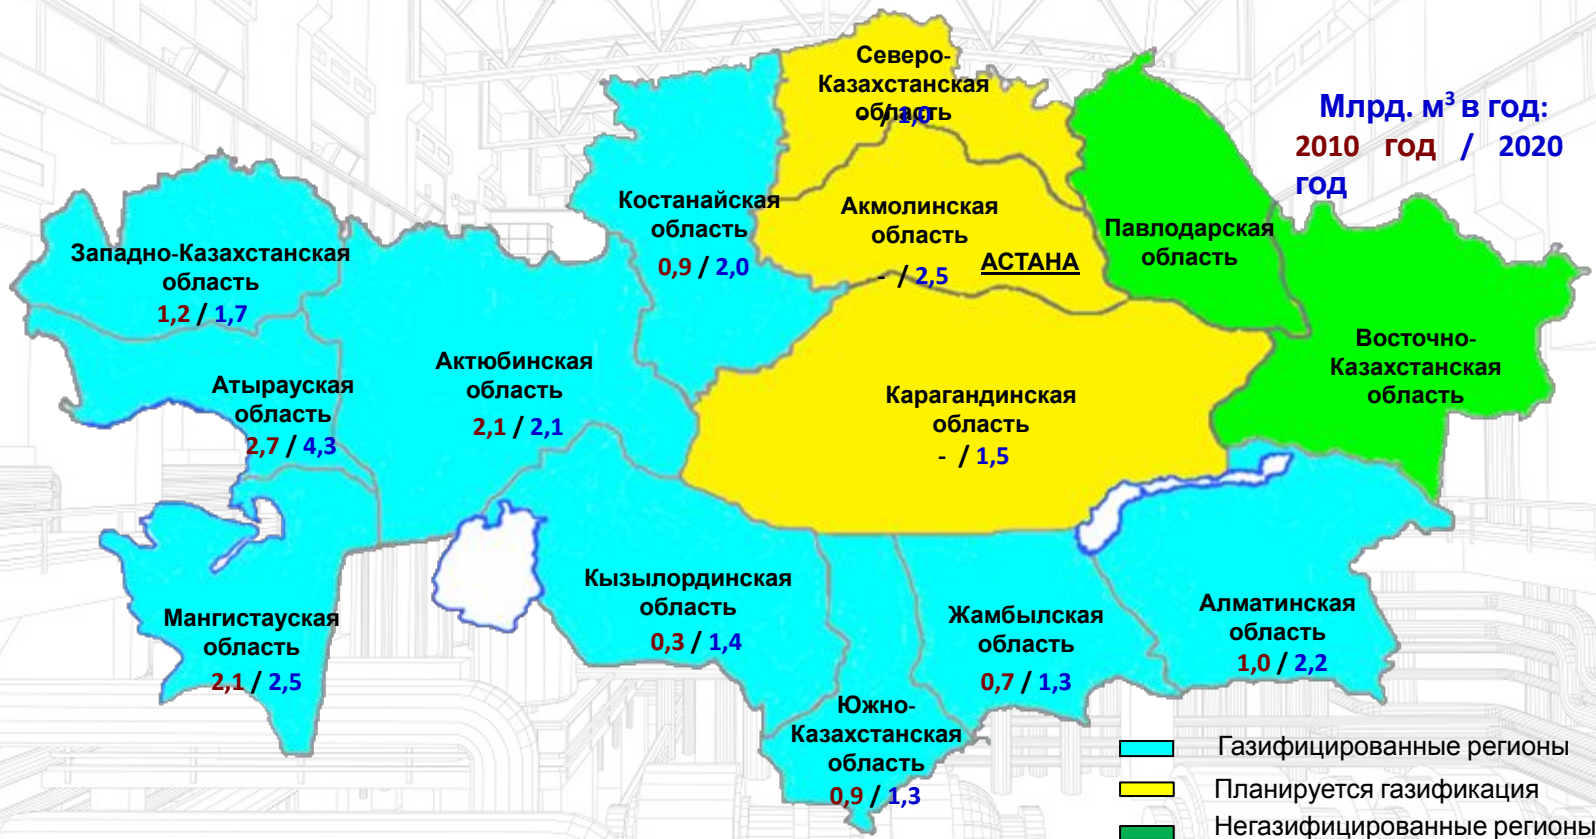 Северо-
Казахстанская
область
- / 1,0
Млрд. м³ в год:
2010 год / 2020
год
Костанайская
область
0,9 / 2,0
Акмолинская
область
- / 2,5
АСТАНА
Павлодарская
область
Западно-Казахстанская
область
1,2 / 1,7
Восточно-
Казахстанская
область
Актюбинская
область
2,1 / 2,1
Атырауская
область
2,7 / 4,3
Карагандинская
область
- / 1,5
Кызылординская
область
0,3 / 1,4
Мангистауская
область
2,1 / 2,5
Жамбылская
область
0,7 / 1,3
Алматинская
область
1,0 / 2,2
Южно-
Казахстанская
область
0,9 / 1,3
Газифицированные регионы
Планируется газификация
Негазифицированные регионы